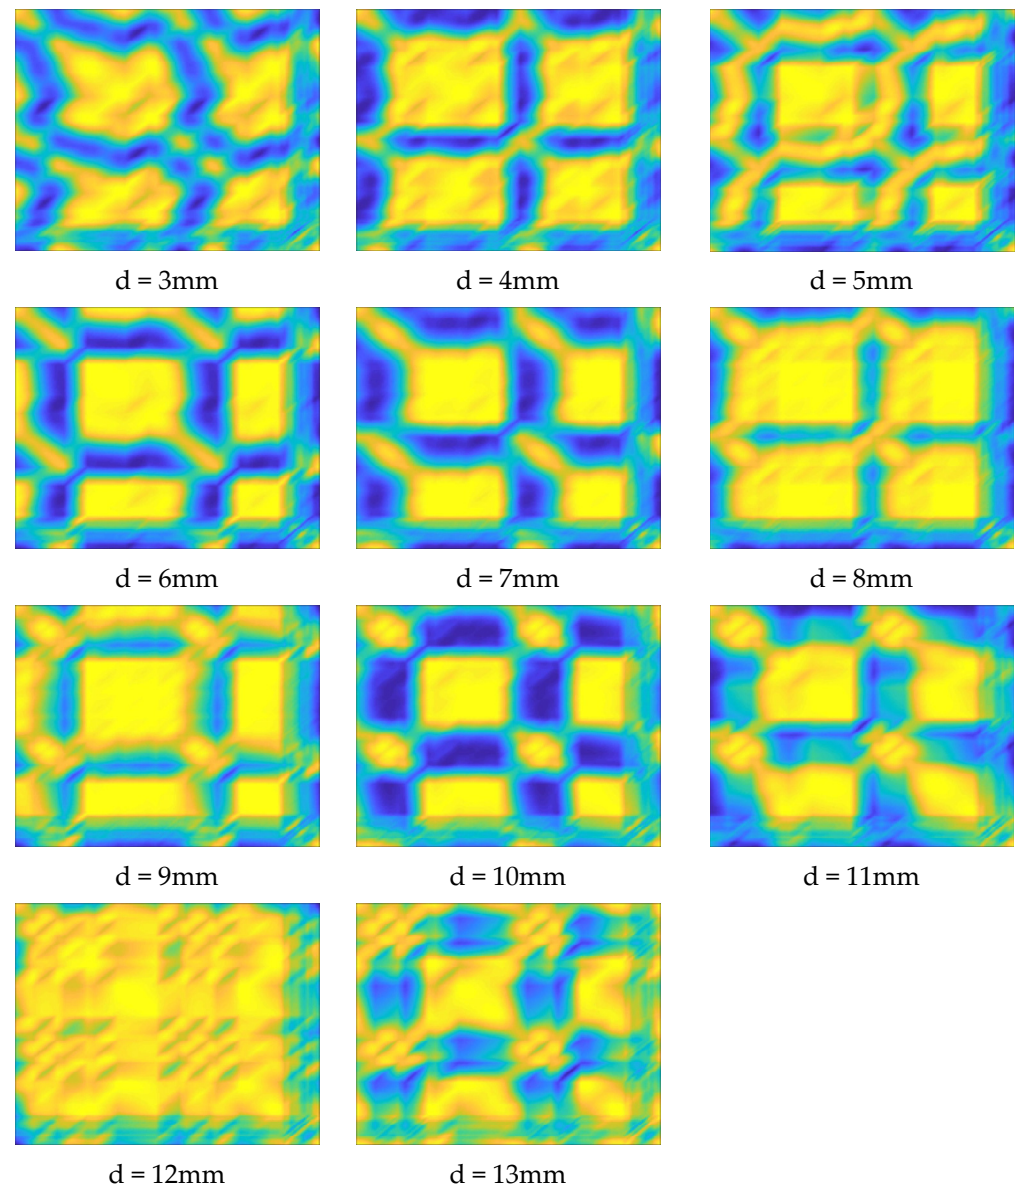 d = 3mm
d = 4mm
d = 5mm
d = 6mm
d = 7mm
d = 8mm
d = 9mm
d = 10mm
d = 11mm
d = 12mm
d = 13mm